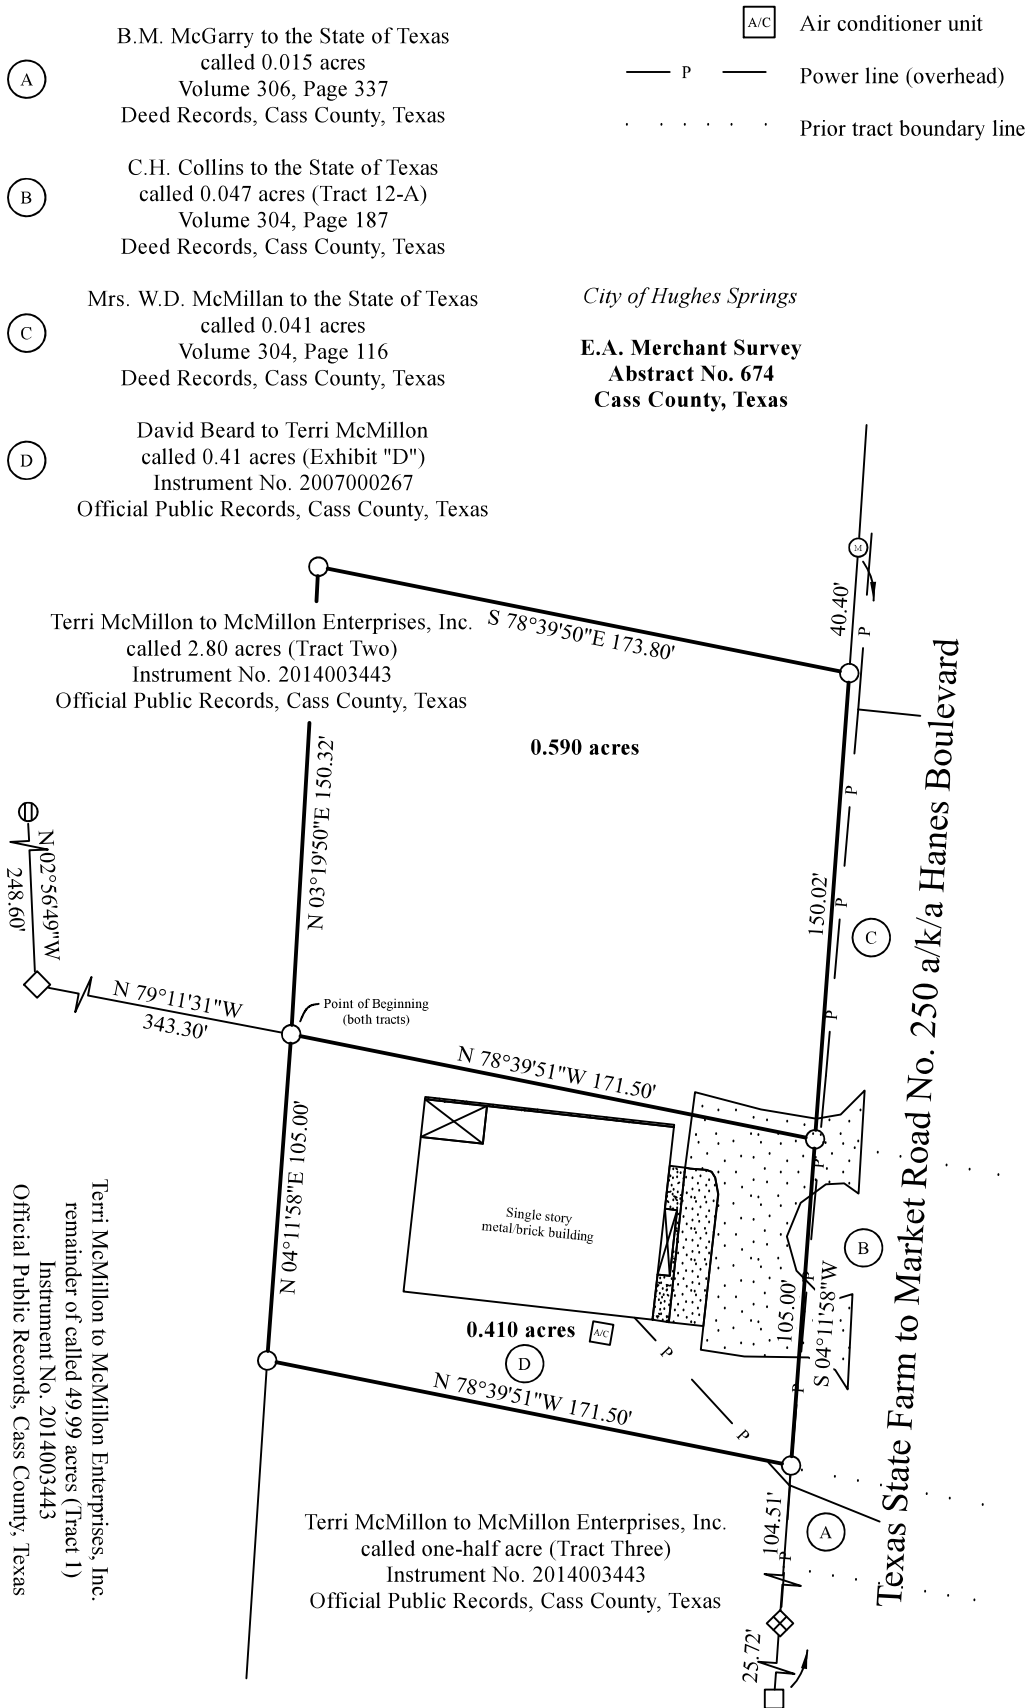 A
B.M. McGarry to the State of Texas
called 0.015 acres
Volume 306, Page 337
Deed Records, Cass County, Texas
B
C.H. Collins to the State of Texas
called 0.047 acres (Tract 12-A)
Volume 304, Page 187
Deed Records, Cass County, Texas
C
Mrs. W.D. McMillan to the State of Texas
called 0.041 acres
Volume 304, Page 116
Deed Records, Cass County, Texas
D
David Beard to Terri McMillon
called 0.41 acres (Exhibit "D")
Instrument No. 2007000267
Official Public Records, Cass County, Texas
A/C
Air conditioner unit
P
Power line (overhead)
Prior tract boundary line
City of Hughes Springs
E.A. Merchant Survey
Abstract No. 674
Cass County, Texas
M
40.40'
P
S 78°39'50"E 173.80'
Terri McMillon to McMillon Enterprises, Inc.
called 2.80 acres (Tract Two)
Instrument No. 2014003443
Official Public Records, Cass County, Texas
0.590 acres
N 03°19'50"E 150.32'
P
150.02'
P
C
P
Texas State Farm to Market Road No. 250 a/k/a Hanes Boulevard
N 02°56'49"W
248.60'
N 79°11'31"W
343.30'
Point of Beginning
(both tracts)
N 78°39'51"W 171.50'
N 04°11'58"E 105.00'
P
Single story
metal/brick building
B
P
105.00'
S 04°11'58"W
0.410 acres
A/C
D
P
P
P
N 78°39'51"W 171.50'
Terri McMillon to McMillon Enterprises, Inc.
remainder of called 49.99 acres (Tract 1)
Instrument No. 2014003443
Official Public Records, Cass County, Texas
Terri McMillon to McMillon Enterprises, Inc.
called one-half acre (Tract Three)
Instrument No. 2014003443
Official Public Records, Cass County, Texas
104.51'
A
P
25.72'